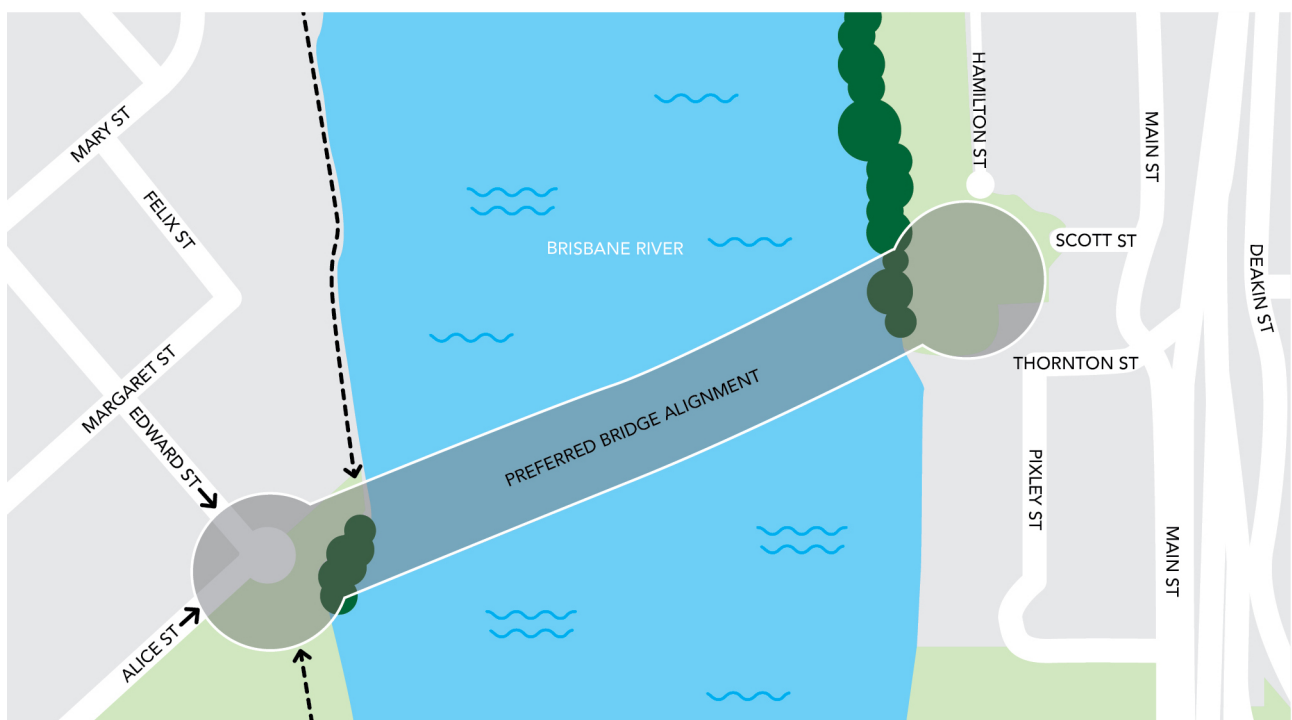 MARY ST
FELIX ST
MARGARET ST
EDWARD ST
ALICE ST
BRISBANE RIVER
PREFERRED BRIDGE ALIGNMENT
HAMILTON ST
MAIN ST
SCOTT ST
DEAKIN ST
THORNTON ST
PIXLEY ST
MAIN ST